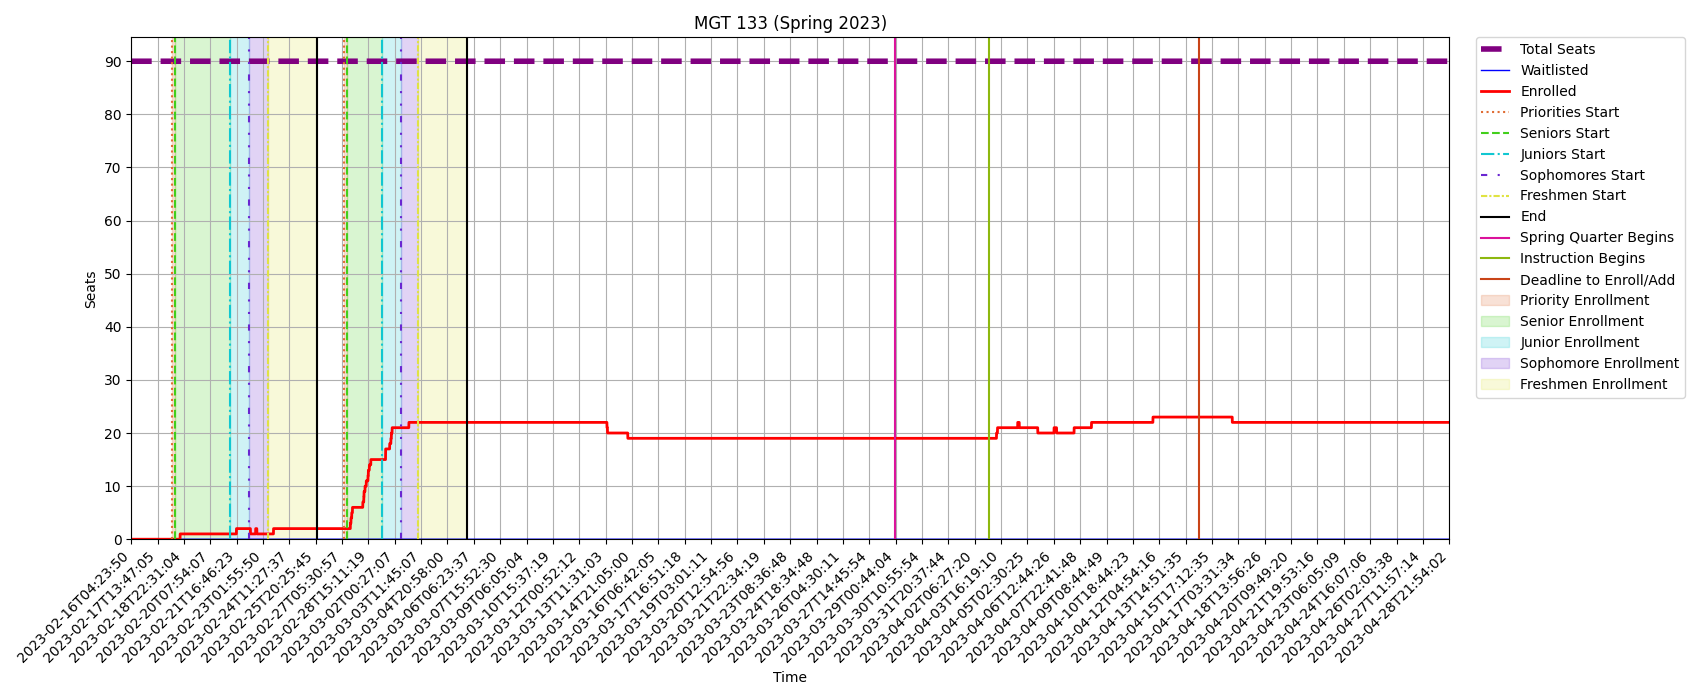 MGT 133 (Spring 2023)
Seats
90
80
70
60
50
40
30
20
10
0
2023-02-16T04:23:50
2023-02-17T13:47:05
2023-02-18T22:31:04
2023-02-20T07:54:07
2023-02-21T16:46:23
2023-02-23T01:55:50
2023-02-24T11:27:37
2023-02-25T20:25:45
2023-02-27T05:30:57
2023-02-28T15:11:19
2023-03-02T00:27:07
2023-03-03T11:45:07
2023-03-04T20:58:00
2023-03-06T06:23:37
2023-03-07T15:52:30
2023-03-09T06:05:04
2023-03-10T15:37:19
2023-03-12T00:52:12
2023-03-13T11:31:03
2023-03-14T21:05:00
2023-03-16T06:42:05
2023-03-17T16:51:18
2023-03-19T03:01:11
2023-03-20T12:54:56
2023-03-21T22:34:19
2023-03-23T08:36:48
2023-03-24T18:34:48
2023-03-26T04:30:11
2023-03-27T14:45:54
2023-03-29T00:44:04
2023-03-30T10:55:54
2023-03-31T20:37:44
2023-04-02T06:27:20
2023-04-03T16:19:10
2023-04-05T02:30:25
2023-04-06T12:44:26
2023-04-07T22:41:48
2023-04-09T08:44:49
2023-04-10T18:44:23
2023-04-12T04:54:16
2023-04-13T14:51:35
2023-04-15T17:12:35
2023-04-17T03:31:34
2023-04-18T13:56:26
2023-04-20T09:49:20
2023-04-21T19:53:16
2023-04-23T06:05:09
2023-04-24T16:07:06
2023-04-26T02:03:38
2023-04-27T11:57:14
2023-04-28T21:54:02
Time
Total Seats
Waitlisted
Enrolled
Priorities Start
Seniors Start
Juniors Start
Sophomores Start
Freshmen Start
End
Spring Quarter Begins
Instruction Begins
Deadline to Enroll/Add
Priority Enrollment
Senior Enrollment
Junior Enrollment
Sophomore Enrollment
Freshmen Enrollment